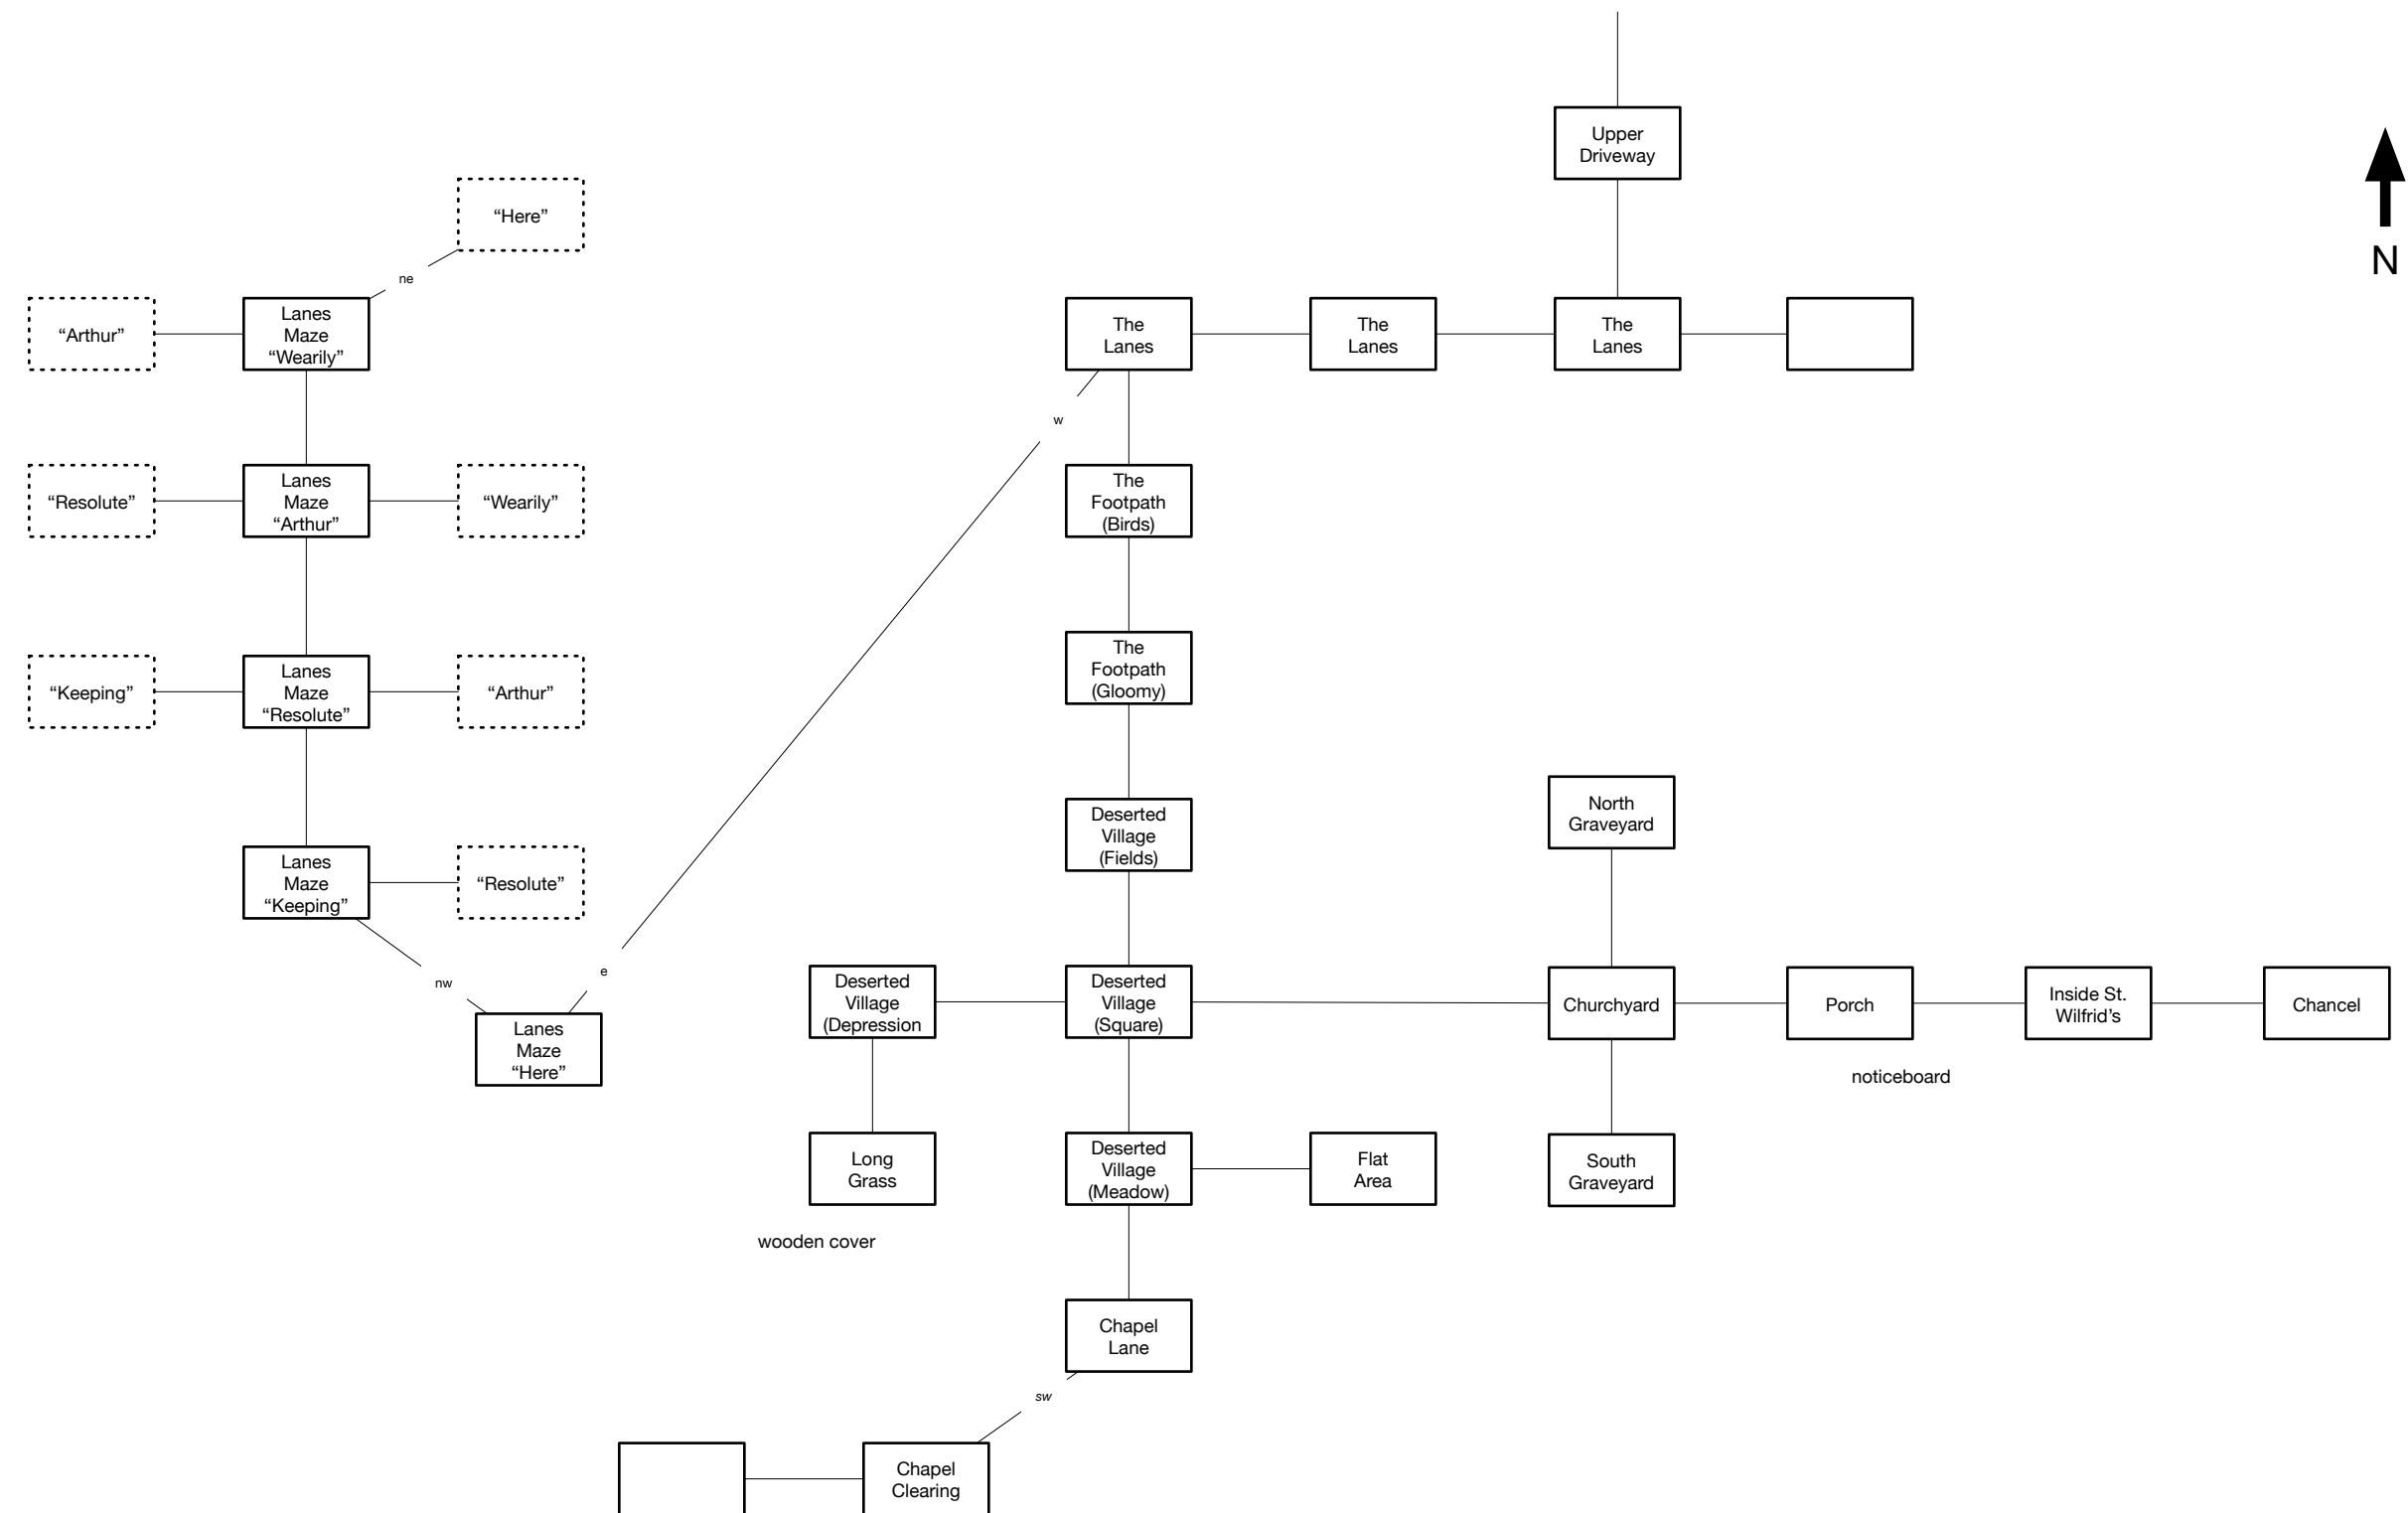 Upper
Driveway
N
“Here”
ne
“Arthur”
Lanes
Maze
“Wearily”
The
Lanes
The
Lanes
The
Lanes
w
“Resolute”
Lanes
Maze
“Arthur”
“Wearily”
The
Footpath
(Birds)
“Keeping”
Lanes
Maze
“Resolute”
“Arthur”
The
Footpath
(Gloomy)
Deserted
Village
(Fields)
North
Graveyard
Lanes
Maze
“Keeping”
“Resolute”
nw
e
Lanes
Maze
“Here”
Deserted
Village
(Depression
Deserted
Village
(Square)
Churchyard
Porch
Inside St.
Wilfrid’s
Chancel
noticeboard
Long
Grass
Deserted
Village
(Meadow)
Flat
Area
South
Graveyard
wooden cover
Chapel
Lane
sw
Chapel
Clearing